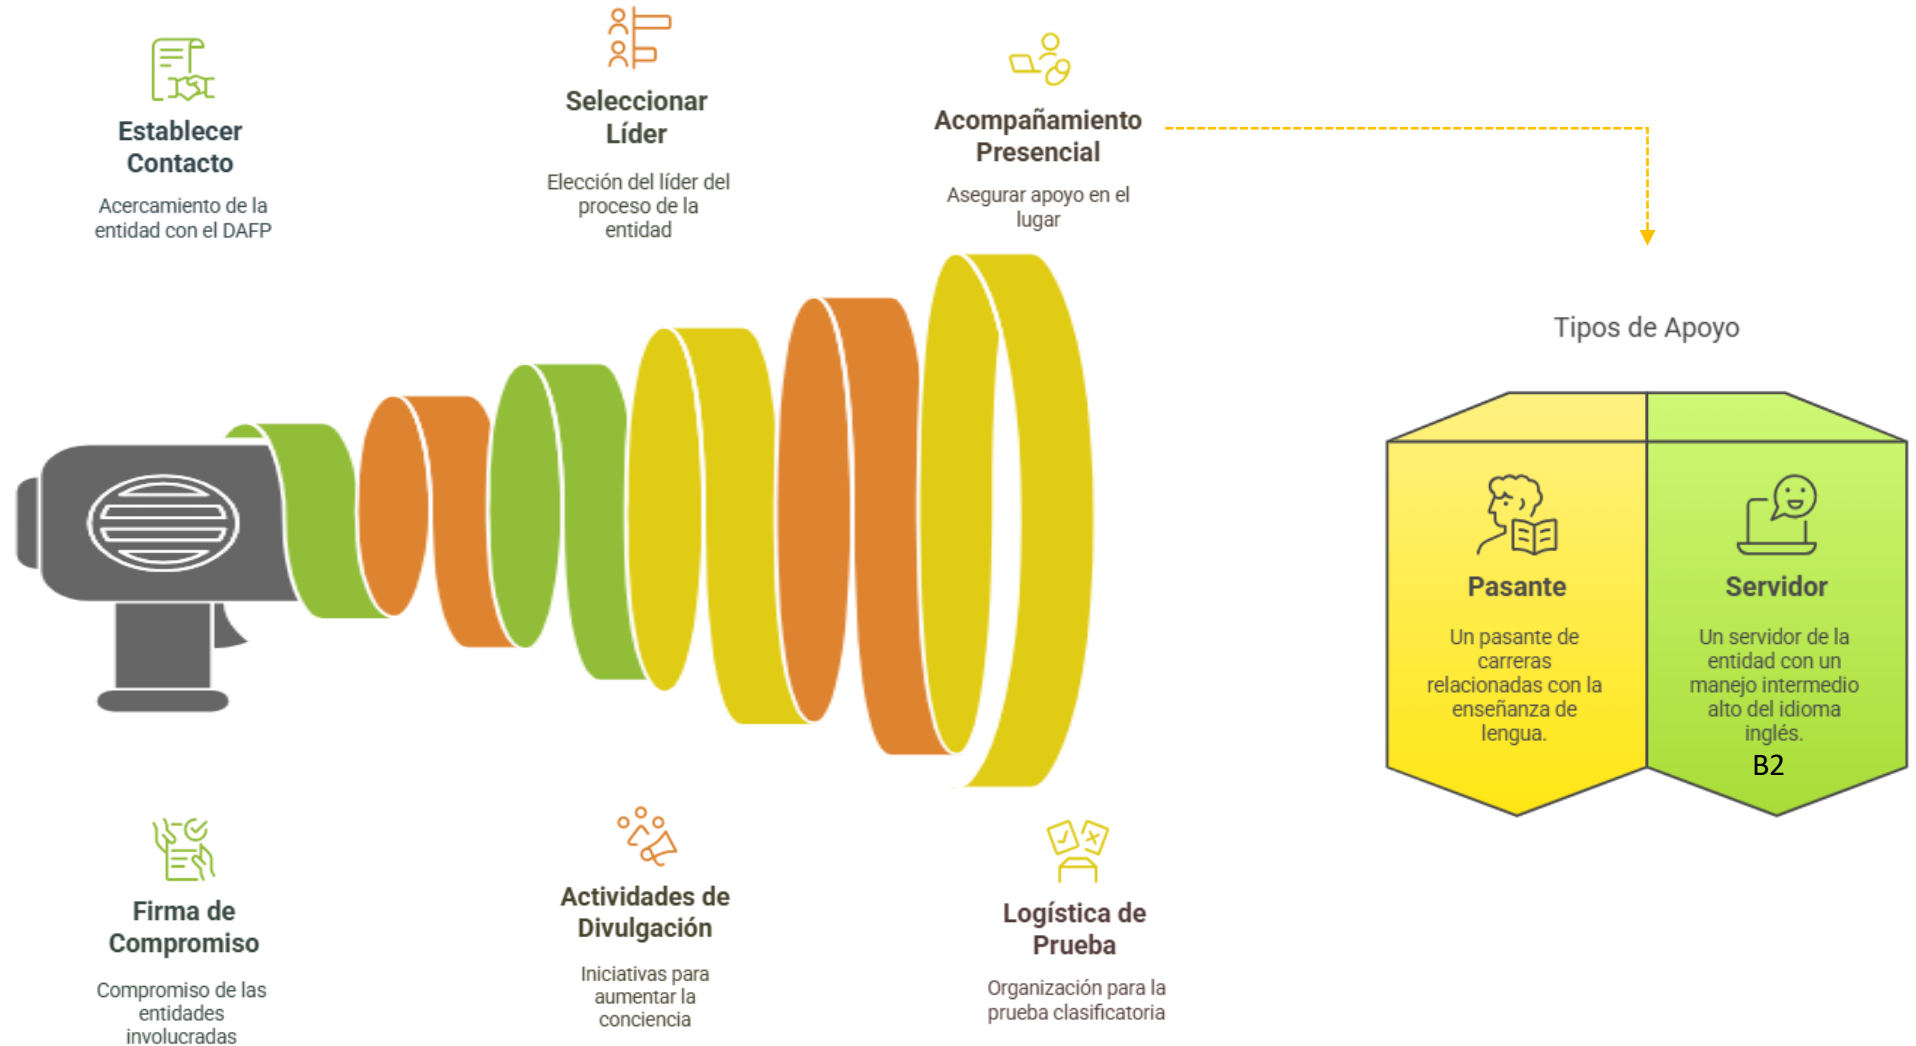 Establecer
Contacto
Acercamiento de la
entidad con el DAFP
Seleccionar
Líder
Elección del líder del
proceso de la
entidad
Acompañamiento
Presencial
Asegurar apoyo en el
lugar
Tipos de Apoyo
Pasante
Un pasante de
carreras
relacionadas con la
enseñanza de
lengua.
Servidor
Un servidor de la
entidad con un
manejo intermedio
alto del idioma
inglés.
B2
Firma de
Compromiso
Compromiso de las
entidades
involucradas
Actividades de
Divulgación
Iniciativas para
aumentar la
conciencia
Logística de
Prueba
Organización para la
prueba clasificatoria